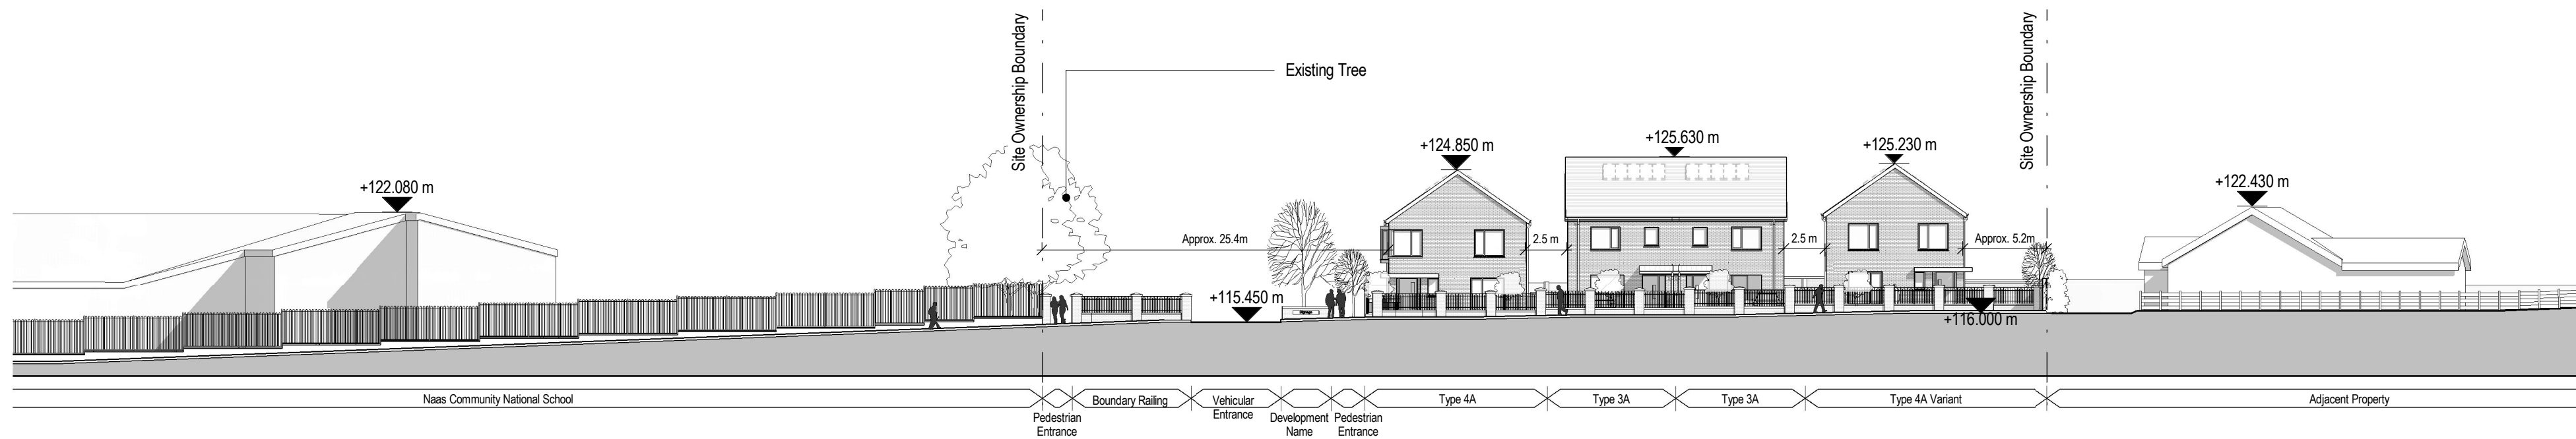 Site Ownership Boundary
Site Ownership Boundary
Existing Tree
+125.630 m
+124.850 m
+125.230 m
+122.080 m
+122.430 m
Approx. 25.4m
2.5 m
2.5 m
Approx. 5.2m
+115.450 m
+116.000 m
Naas Community National School
Pedestrian
Entrance
Boundary Railing
Vehicular
Entrance
Development
Name
Pedestrian
Entrance
Type 4A
Type 3A
Type 3A
Type 4A Variant
Adjacent Property